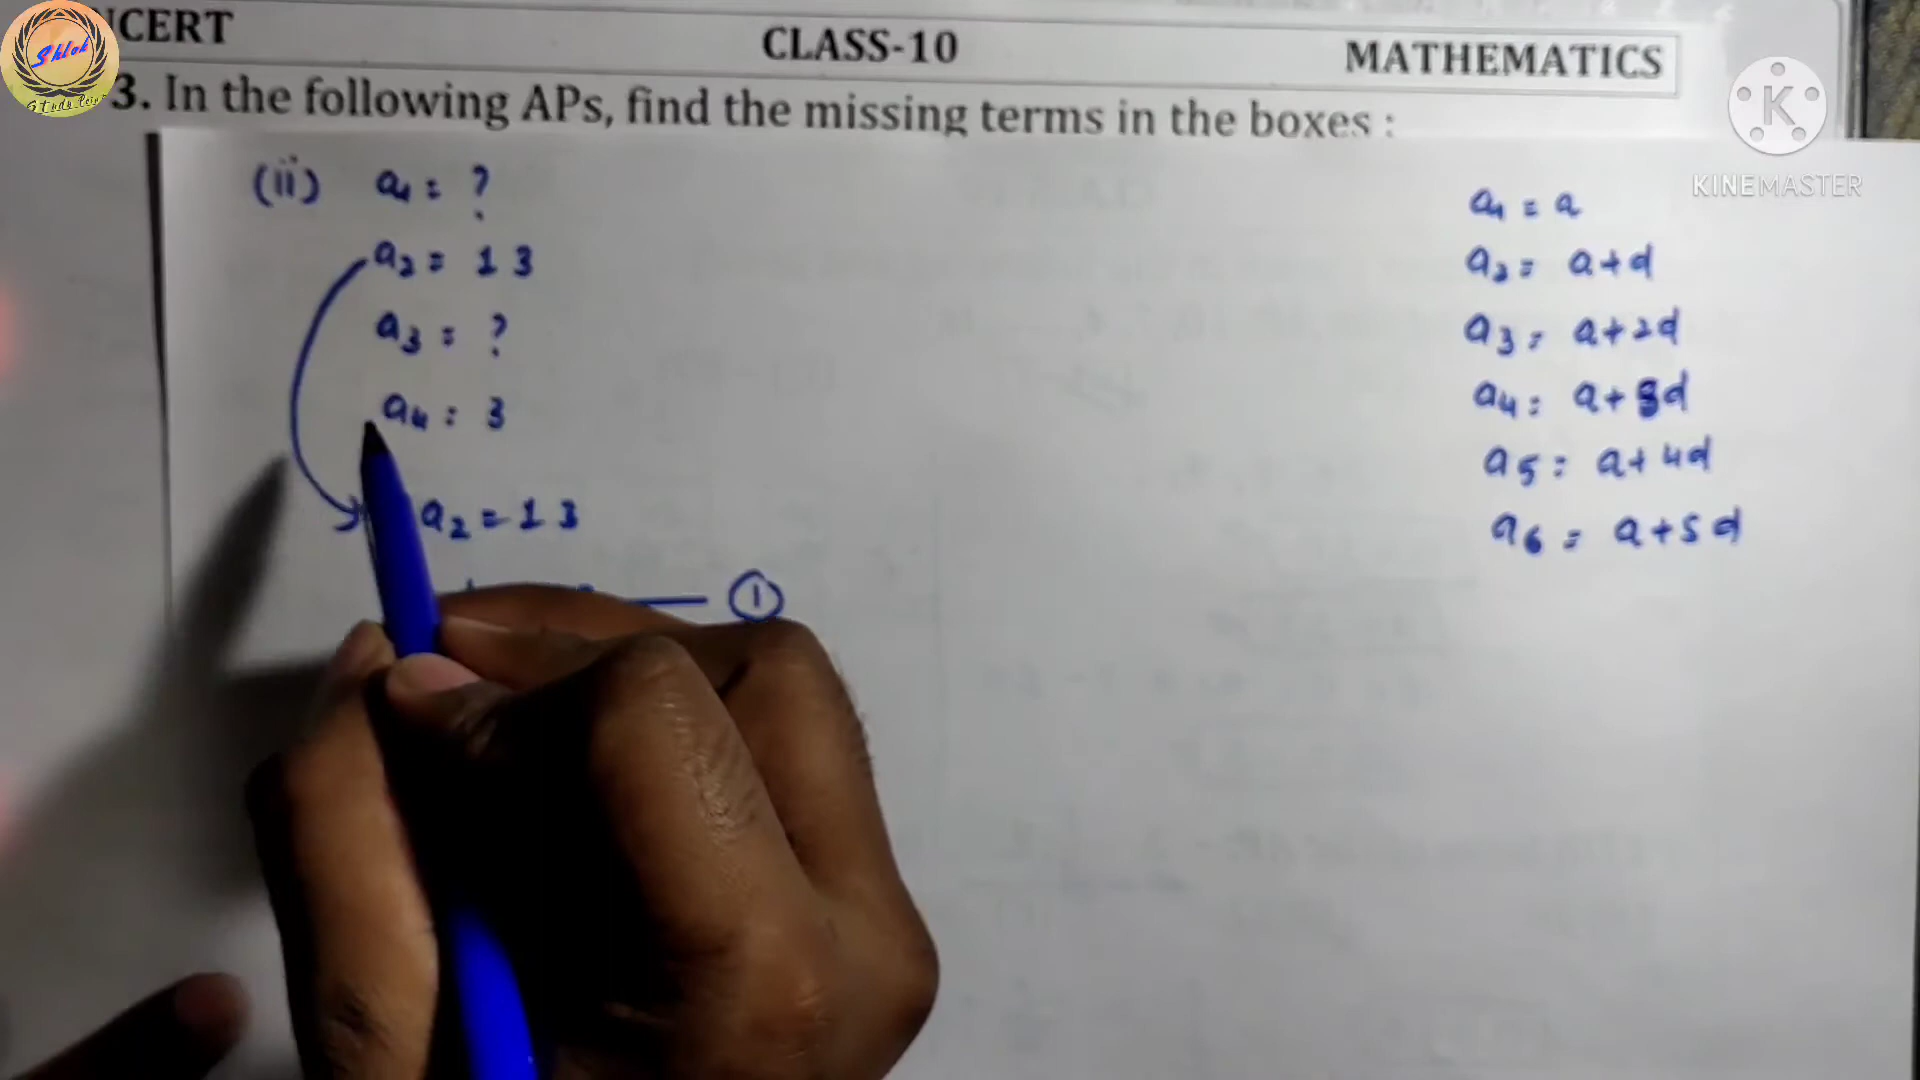 CERT CLASS-10 MATHEMATICS
3. In the following APs, find the missing terms in the boxes :
Shlok
KINEMASTER
(ii) a₁ = ?
a₂ = 13
a₃ = ?
a₄ = 3
a₂ = 13
①
a₁ = a
a₂ = a+d
a₃ = a+2d
a₄ = a+3d
a₅ = a+4d
a₆ = a+5d